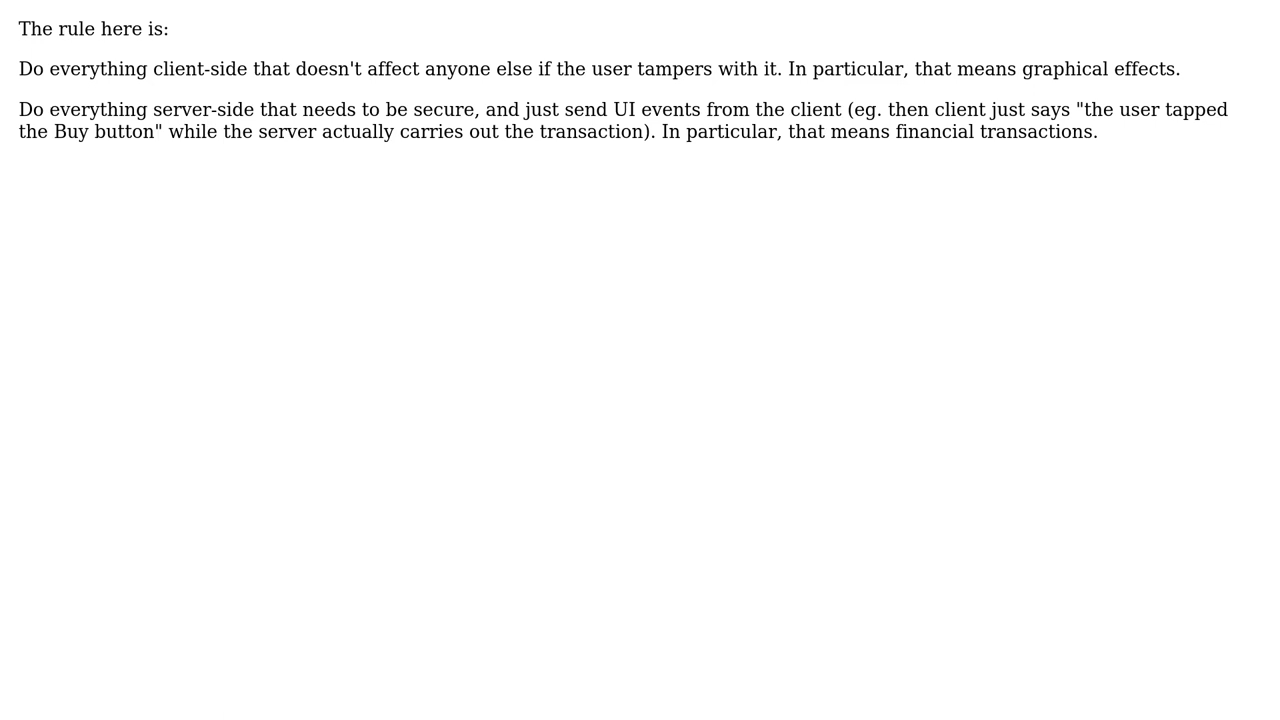 The rule here is:
Do everything client-side that doesn't affect anyone else if the user tampers with it. In particular, that means graphical effects.
Do everything server-side that needs to be secure, and just send UI events from the client (eg. then client just says "the user tapped
the Buy button" while the server actually carries out the transaction). In particular, that means financial transactions.